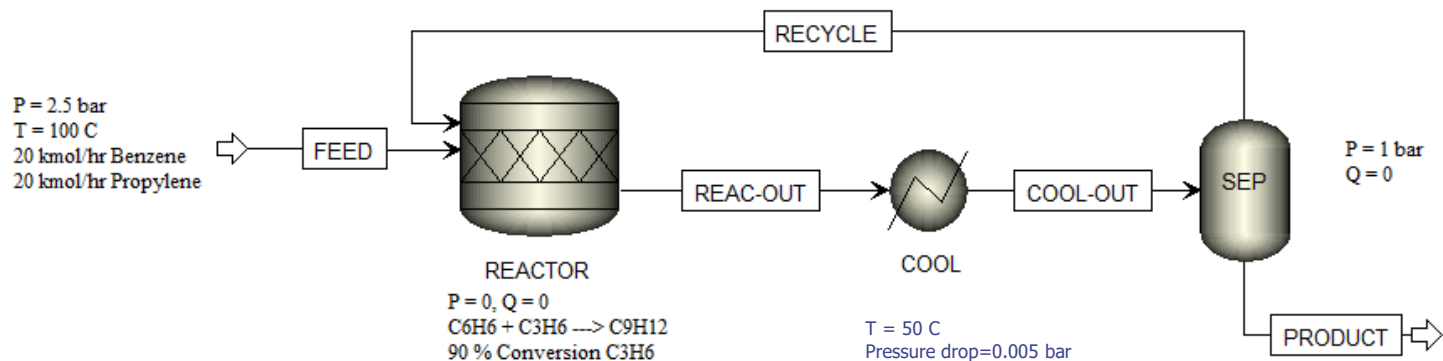 RECYCLE
P = 2.5 bar
T = 100 C
20 kmol/hr Benzene
20 kmol/hr Propylene
FEED
REAC-OUT
COOL-OUT
SEP
P = 1 bar
Q = 0
REACTOR
P = 0, Q = 0
C6H6 + C3H6 ---> C9H12
90 % Conversion C3H6
COOL
T = 50 C
Pressure drop=0.005 bar
PRODUCT